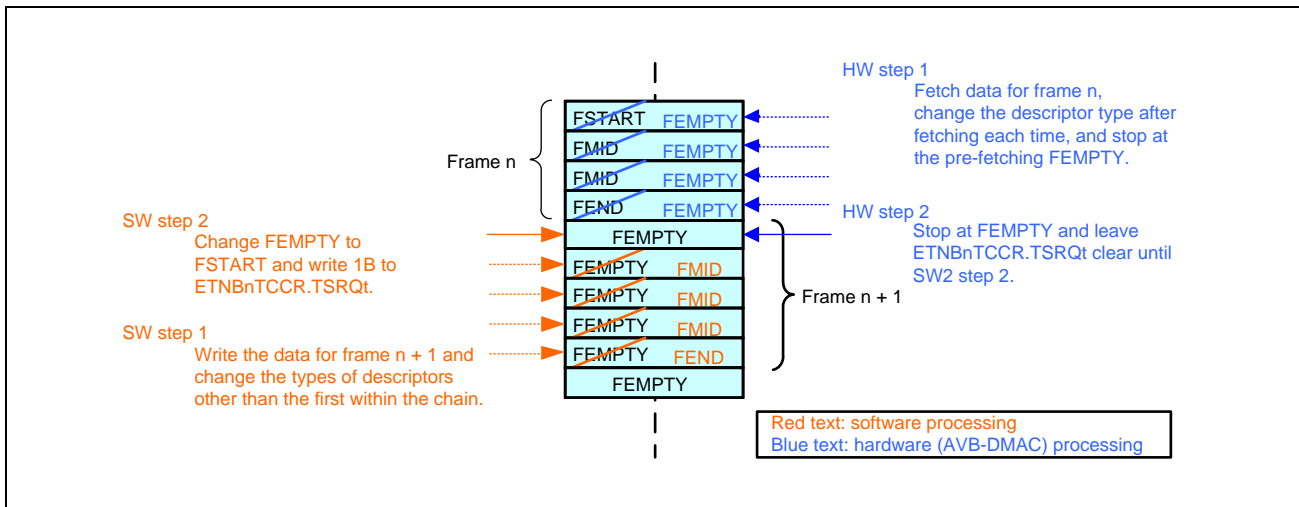 HW step 1
Fetch data for frame n,
change the descriptor type after
fetching each time, and stop at
the pre-fetching FEMPTY.
FSTART FEMPTY
FMID FEMPTY
Frame n
FMID FEMPTY
FEND FEMPTY
HW step 2
Stop at FEMPTY and leave
ETNBnTCCR.TSRQt clear until
SW2 step 2.
SW step 2
Change FEMPTY to
FSTART and write 1B to
ETNBnTCCR.TSRQt.
FEMPTY
FEMPTY FMID
FEMPTY FMID
Frame n + 1
FEMPTY FMID
FEMPTY FEND
FEMPTY
SW step 1
Write the data for frame n + 1 and
change the types of descriptors
other than the first within the chain.
Red text: software processing
Blue text: hardware (AVB-DMAC) processing